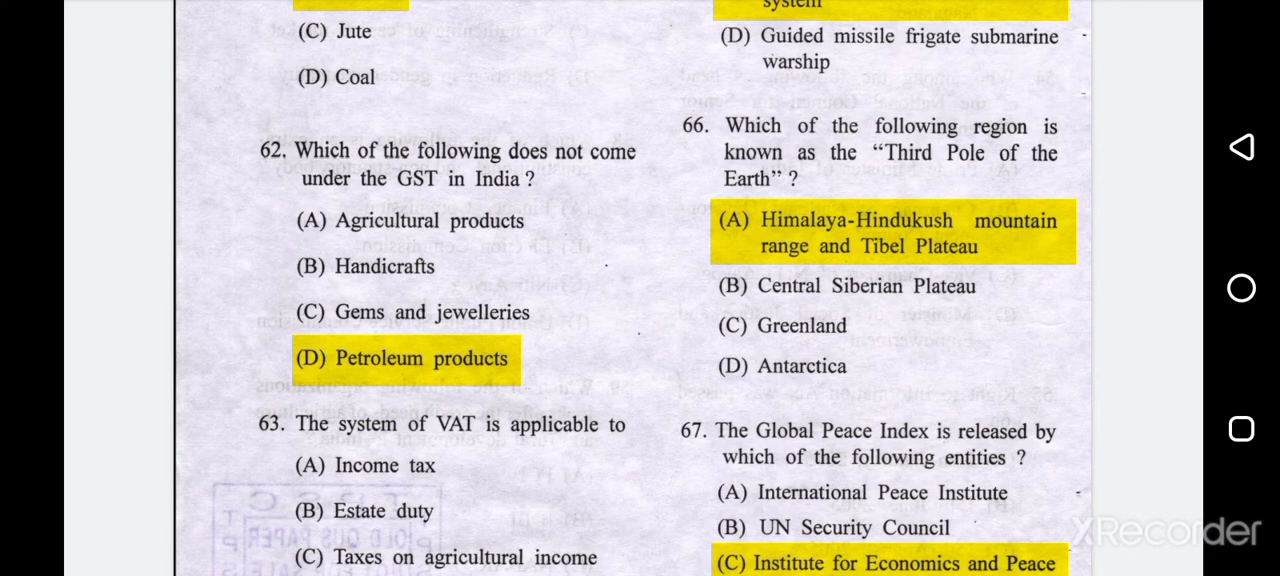 (C) Jute
(D) Coal
62. Which of the following does not come
under the GST in India ?
(A) Agricultural products
(B) Handicrafts
(C) Gems and jewelleries
(D) Petroleum products
63. The system of VAT is applicable to
(A) Income tax
(B) Estate duty
(C) Taxes on agricultural income
system
(D) Guided missile frigate submarine
warship
66. Which of the following region is
known as the “Third Pole of the
Earth” ?
(A) Himalaya-Hindukush mountain
range and Tibel Plateau
(B) Central Siberian Plateau
(C) Greenland
(D) Antarctica
67. The Global Peace Index is released by
which of the following entities ?
(A) International Peace Institute
(B) UN Security Council
(C) Institute for Economics and Peace
XRecorder